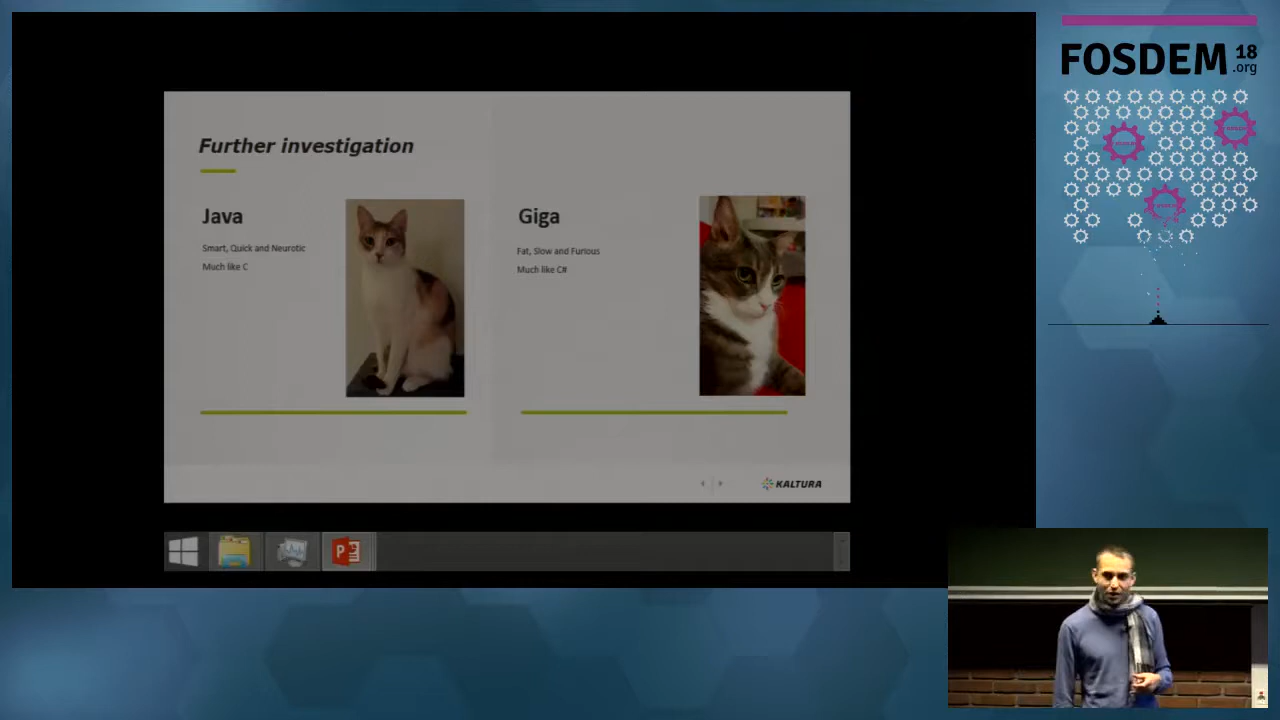 Further investigation
Java
Smart, Quick and Neurotic
Much like C
Giga
Fat, Slow and Furious
Much like C#
KALTURA
FOSDEM 18
.org